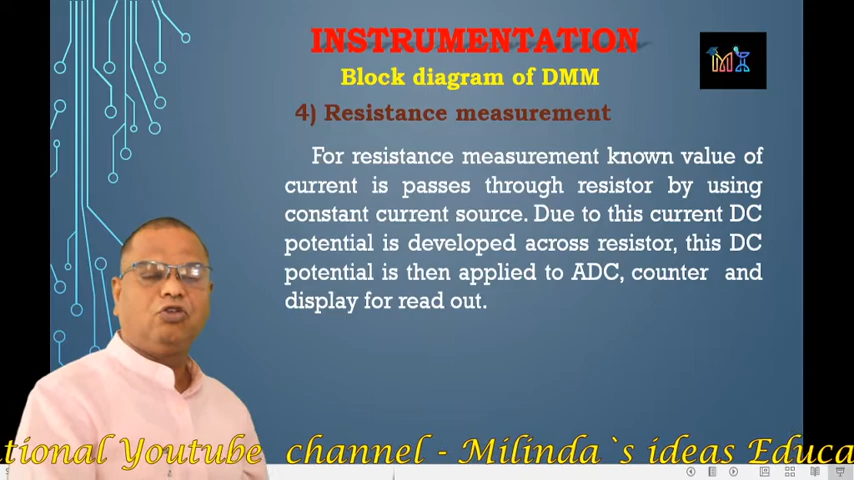 INSTRUMENTATION
Block diagram of DMM
MI
4) Resistance measurement
For resistance measurement known value of
current is passes through resistor by using
constant current source. Due to this current DC
potential is developed across resistor, this DC
potential is then applied to ADC, counter and
display for read out.
tional Youtube channel - Milinda`s ideas Educa